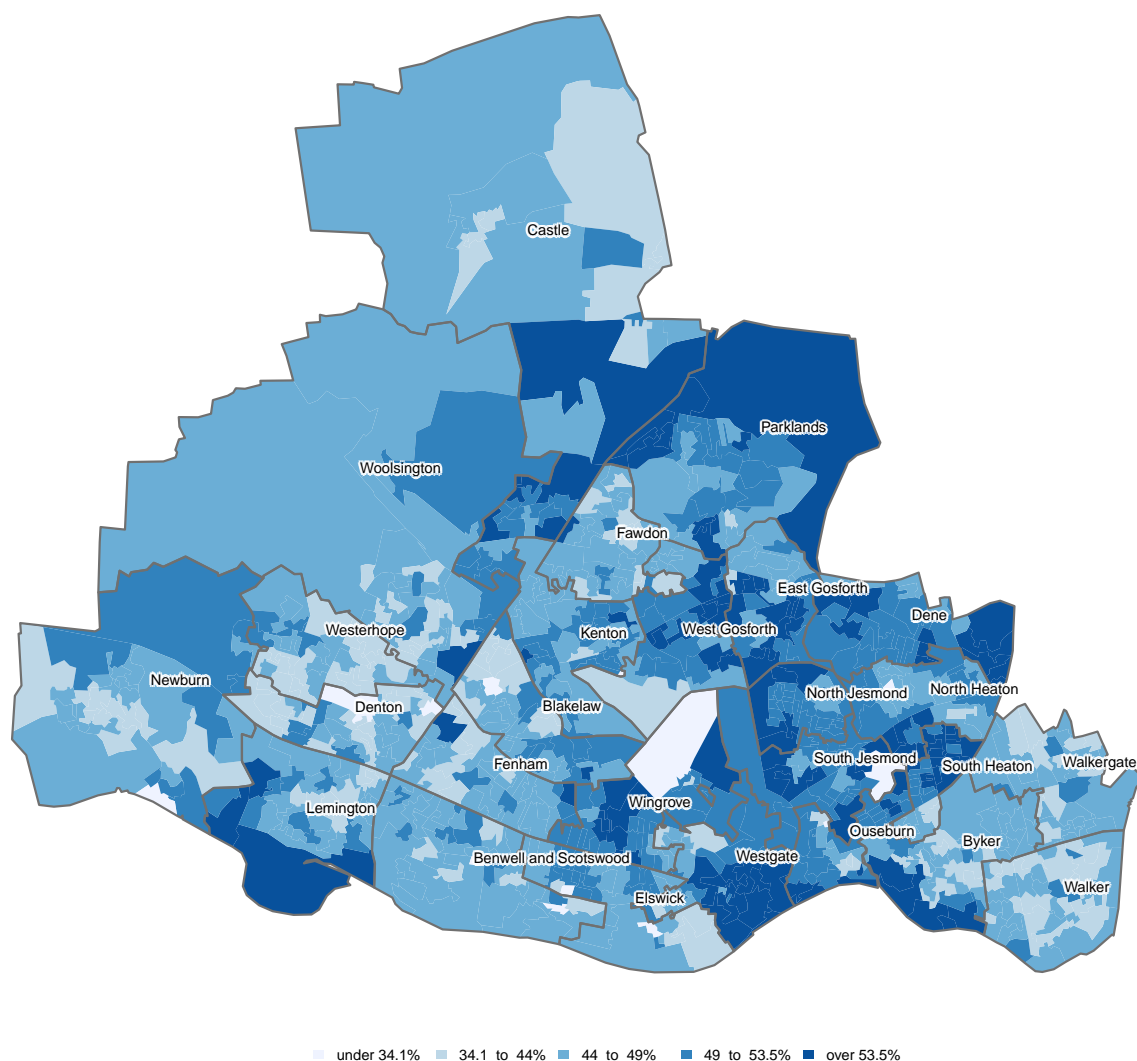 Castle
Parklands
Woolsington
Fawdon
East Gosforth
Dene
Westerhope
Kenton
West Gosforth
Newburn
Denton
Blakelaw
North Jesmond
North Heaton
Fenham
South Jesmond
South Heaton
Walkergate
Lemington
Wingrove
Ouseburn
Byker
Benwell and Scotswood
Westgate
Walker
Elswick
under 34.1% 34.1 to 44% 44 to 49% 49 to 53.5% over 53.5%